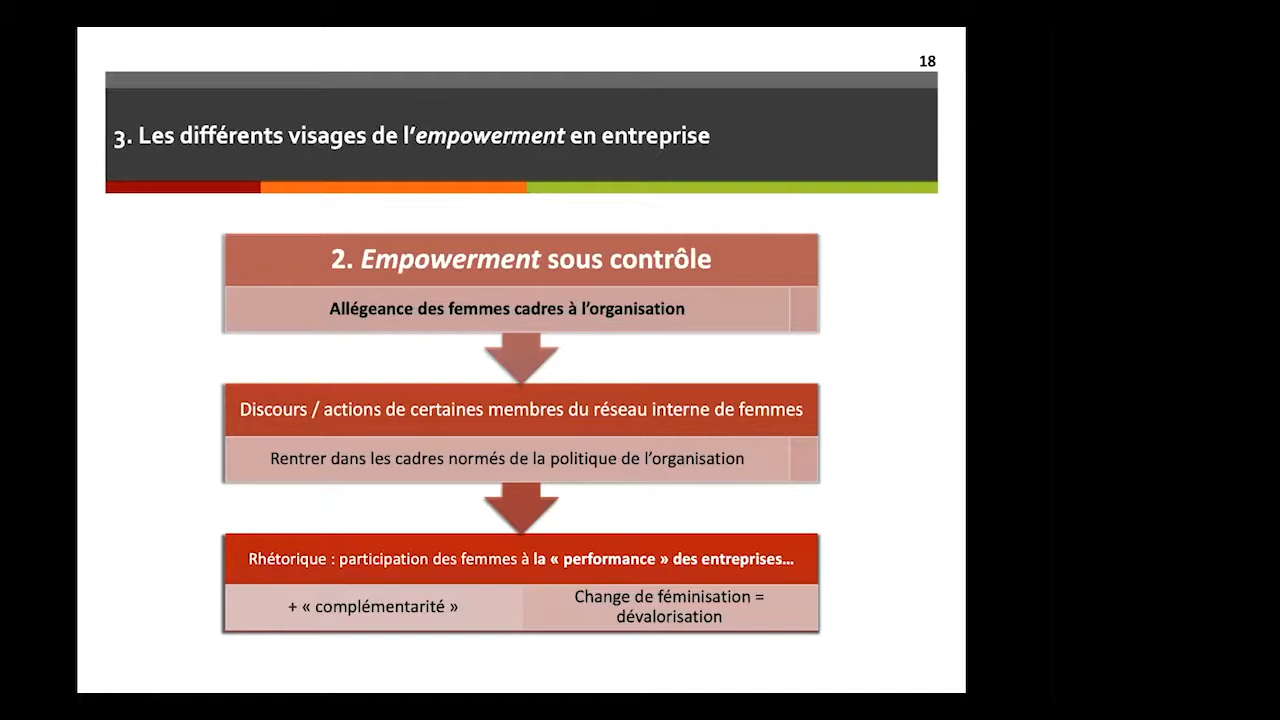 18
3. Les différents visages de l’empowerment en entreprise
2. Empowerment sous contrôle
Allégeance des femmes cadres à l’organisation
Discours / actions de certaines membres du réseau interne de femmes
Rentrer dans les cadres normés de la politique de l’organisation
Rhétorique : participation des femmes à la « performance » des entreprises…
+ « complémentarité »
Change de féminisation =
dévalorisation